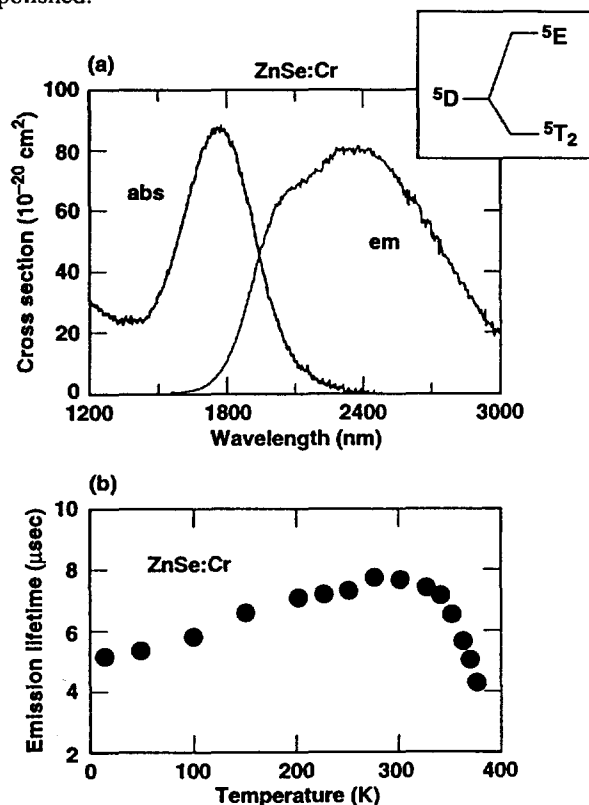 polished.
(a)
ZnSe:Cr
⁵E
⁵D
⁵T₂
100
80
60
40
20
0
Cross section (10⁻²⁰ cm²)
abs
em
1200 1800 2400 3000
Wavelength (nm)
(b)
10
8
6
4
2
Emission lifetime (μsec)
ZnSe:Cr
0 100 200 300 400
Temperature (K)